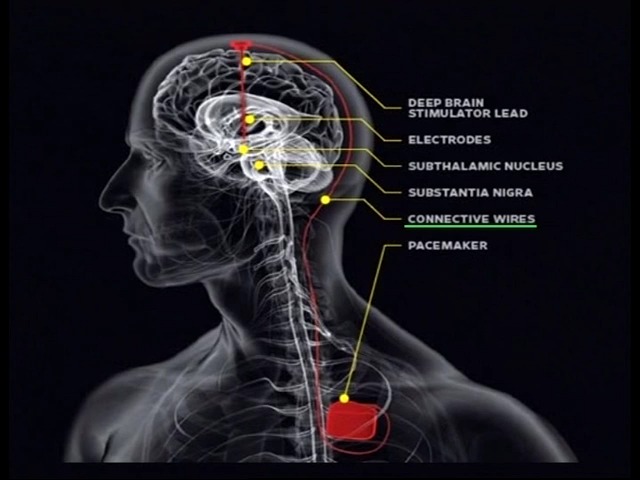 DEEP BRAIN
STIMULATOR LEAD
ELECTRODES
SUBTHALAMIC NUCLEUS
SUBSTANTIA NIGRA
CONNECTIVE WIRES
PACEMAKER